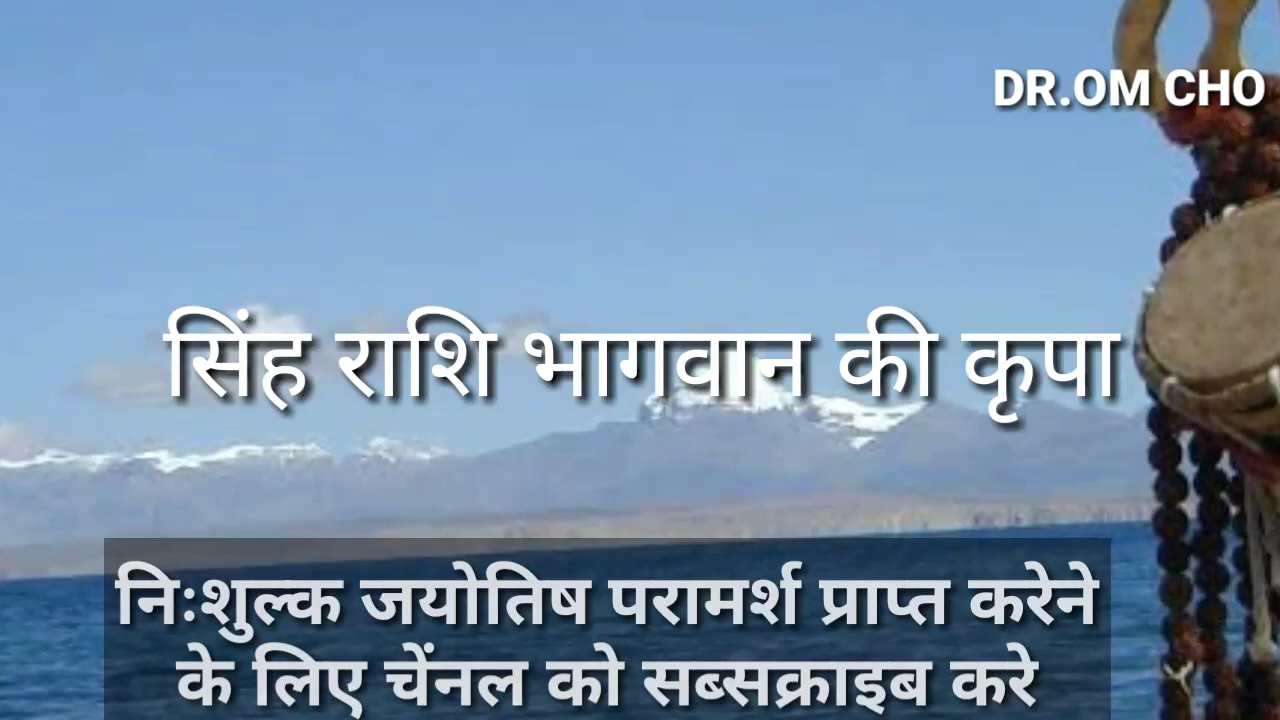 DR.OM CHO
सिंह राशि भागवान की कृपा
निःशुल्क जयोतिष परामर्श प्राप्त करेने
के लिए चेंनल को सब्सक्राइब करे